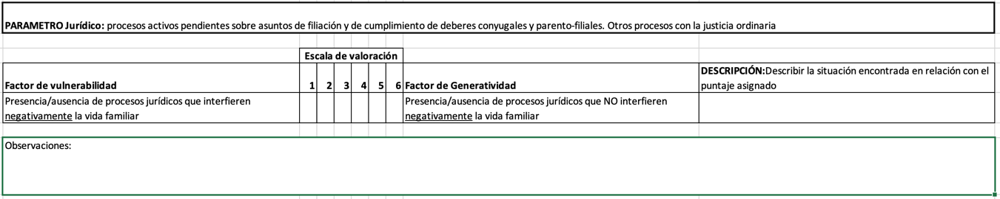 PARAMETRO Jurídico: procesos activos pendientes sobre asuntos de filiación y de cumplimiento de deberes conyugales y parento-filiales. Otros procesos con la justicia ordinaria
Escala de valoración
Factor de vulnerabilidad 1 2 3 4 5 6 Factor de Generatividad
DESCRIPCIÓN:Describir la situación encontrada en relación con el
puntaje asignado
Presencia/ausencia de procesos jurídicos que interfieren
negativamente la vida familiar
Presencia/ausencia de procesos jurídicos que NO interfieren
negativamente la vida familiar
Observaciones: